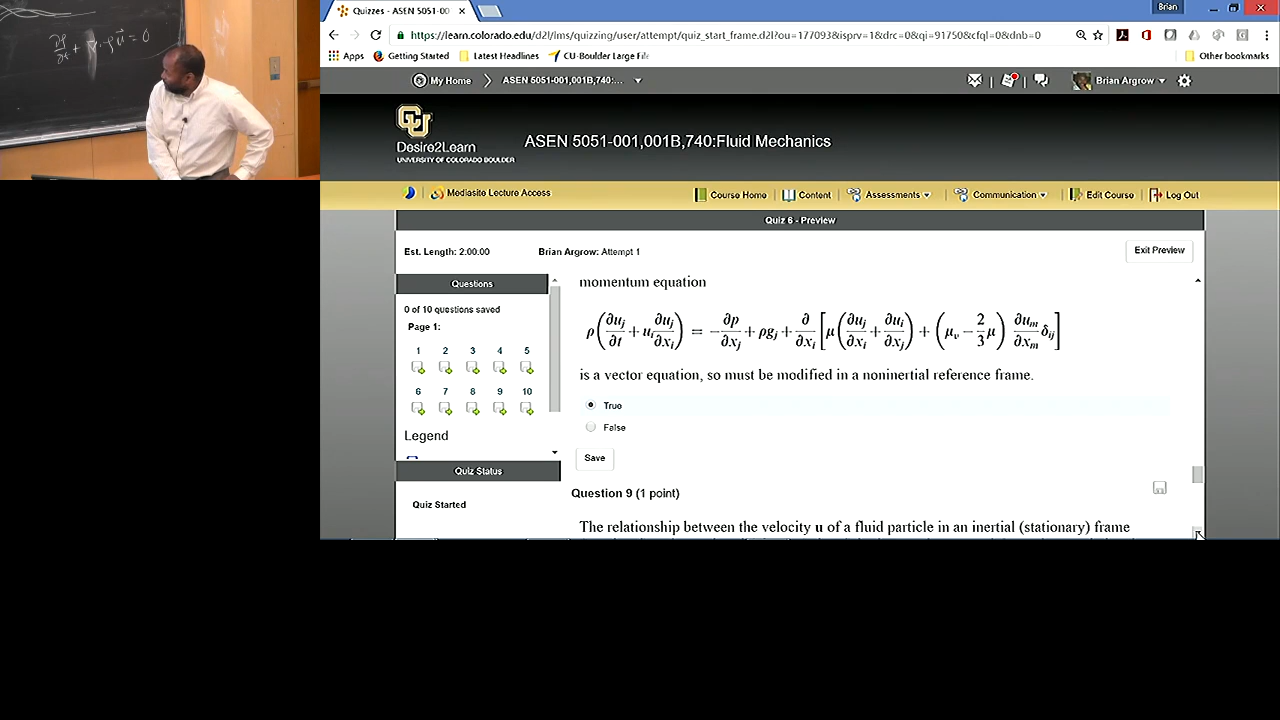 ∂ρ/∂t + ∇·ρu⃗ = 0
Quizzes - ASEN 5051-00 ×
Brian
https://learn.colorado.edu/d2l/lms/quizzing/user/attempt/quiz_start_frame.d2l?ou=177093&isprv=1&drc=0&qi=91750&cfql=0&dnb=0
Apps Getting Started Latest Headlines CU-Boulder Large File Other bookmarks
My Home ASEN 5051-001,001B,740:... Brian Argrow
CU
Desire2Learn
UNIVERSITY OF COLORADO BOULDER
ASEN 5051-001,001B,740:Fluid Mechanics
Mediasite Lecture Access Course Home Content Assessments Communication Edit Course Log Out
Quiz 6 - Preview
Est. Length: 2:00:00 Brian Argrow: Attempt 1 Exit Preview
Questions
0 of 10 questions saved
Page 1:
1 2 3 4 5
6 7 8 9 10
Legend
Quiz Status
Quiz Started
momentum equation
ρ(∂u_j/∂t + u_i ∂u_j/∂x_i) = −∂p/∂x_j + ρg_j + ∂/∂x_i [μ(∂u_j/∂x_i + ∂u_i/∂x_j) + (μ_v − 2/3 μ) ∂u_m/∂x_m δ_ij]
is a vector equation, so must be modified in a noninertial reference frame.
True
False
Save
Question 9 (1 point)
The relationship between the velocity u of a fluid particle in an inertial (stationary) frame